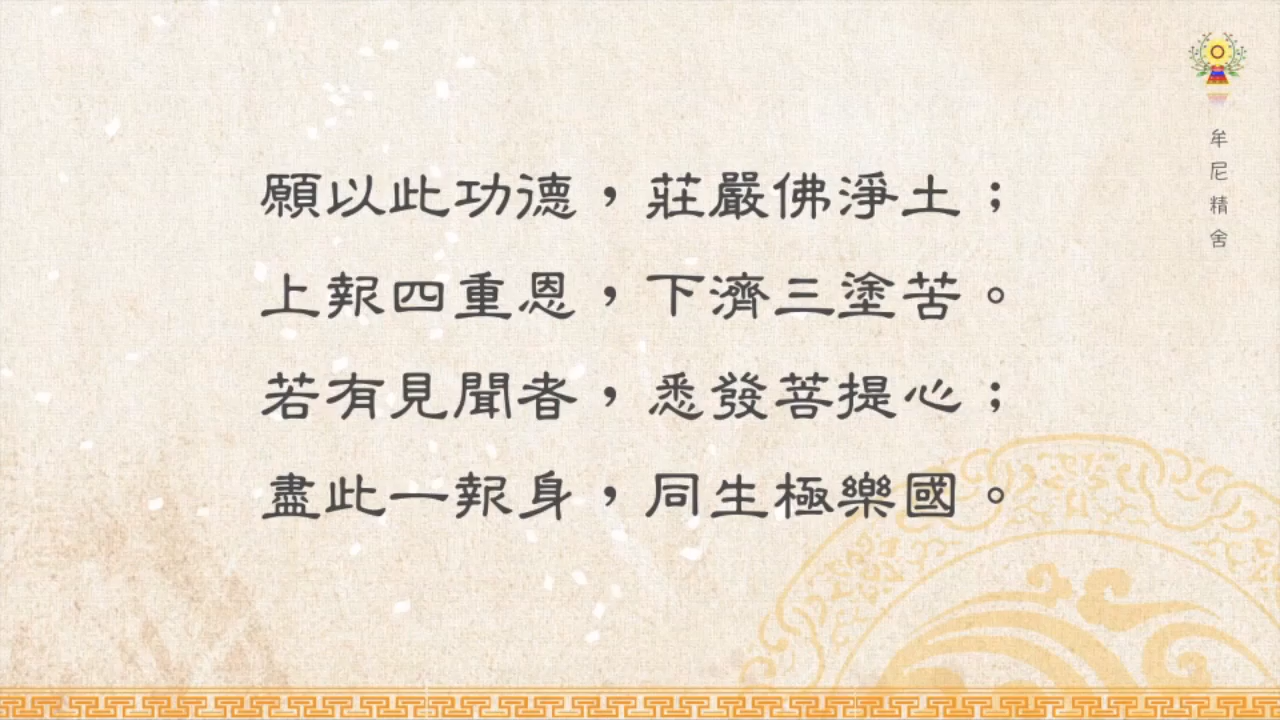 願以此功德，莊嚴佛淨土；
上報四重恩，下濟三塗苦。
若有見聞者，悉發菩提心；
盡此一報身，同生極樂國。
牟尼精舍